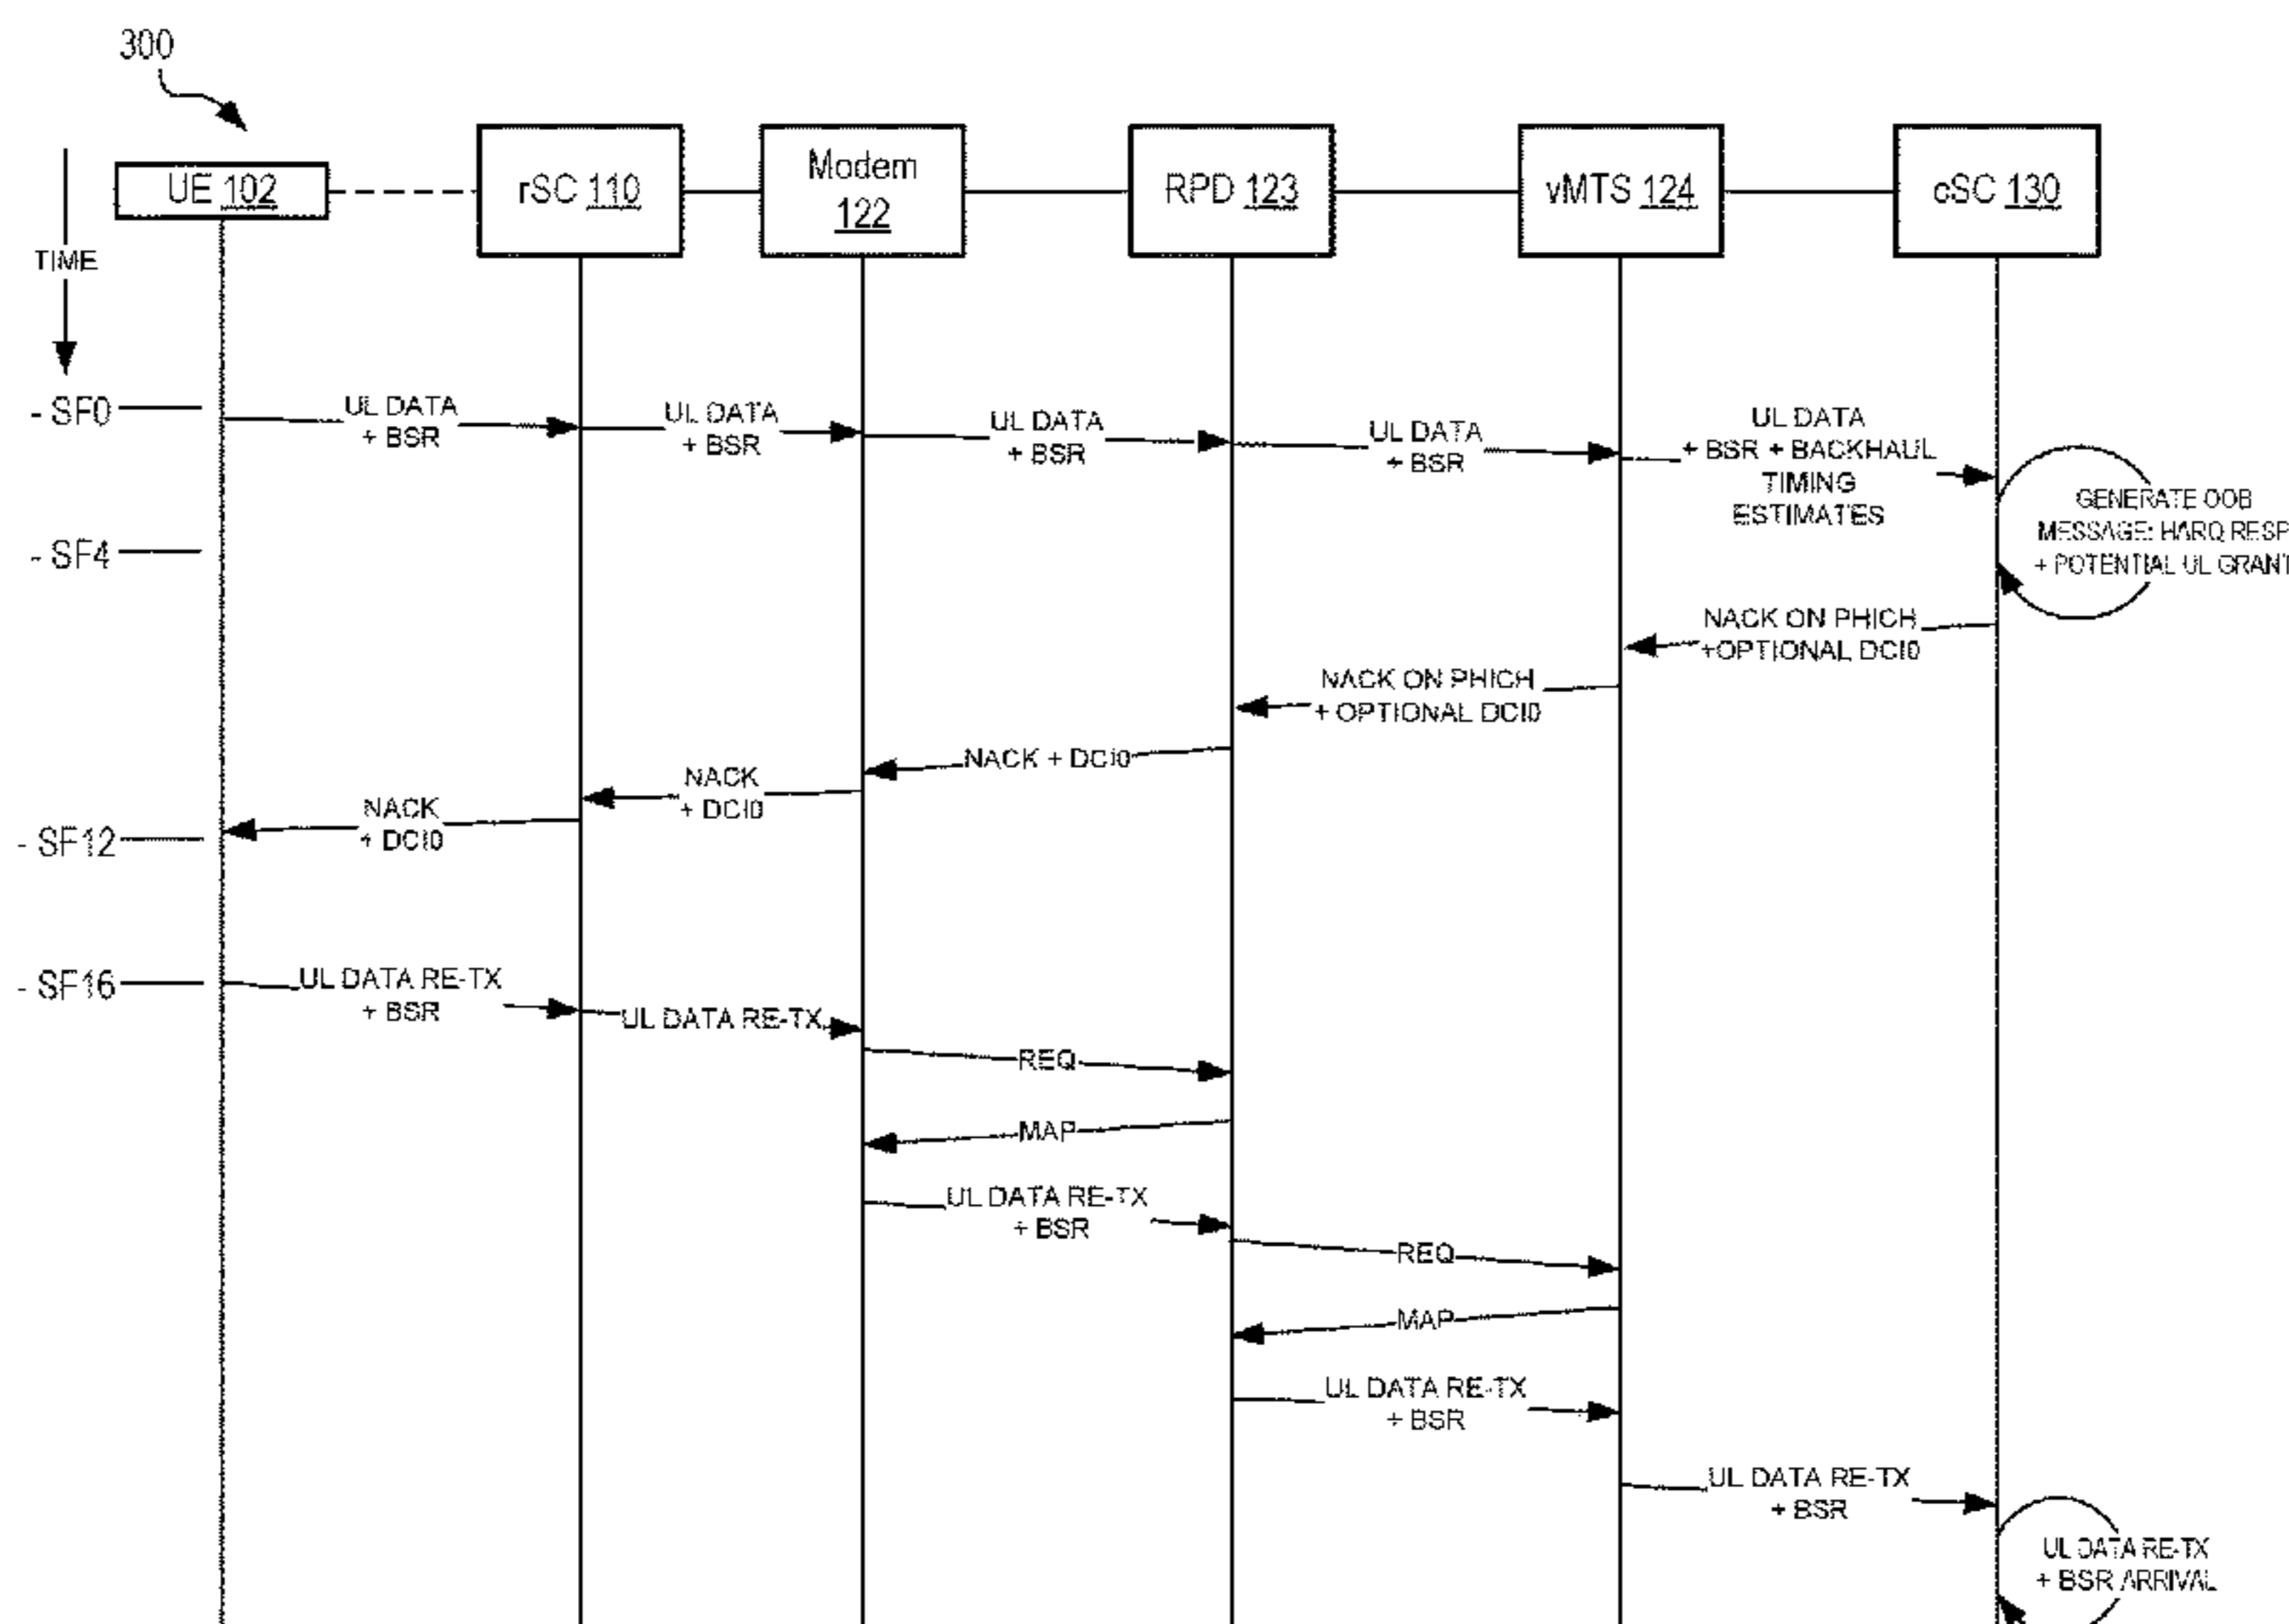 300
UE 102
rSC 110
Modem
122
RPD 123
vMTS 124
cSC 130
TIME
- SF0
UL DATA
+ BSR
UL DATA
+ BSR
UL DATA
+ BSR
UL DATA
+ BSR
UL DATA
+ BSR + BACKHAUL
TIMING
ESTIMATES
GENERATE OOB
MESSAGE: HARQ RESP
+ POTENTIAL UL GRANT
- SF4
NACK ON PHICH
+OPTIONAL DCI0
NACK ON PHICH
+ OPTIONAL DCI0
NACK + DCI0
NACK
+ DCI0
NACK
+ DCI0
- SF12
- SF16
UL DATA RE-TX
+ BSR
UL DATA RE-TX
REQ
MAP
UL DATA RE-TX
+ BSR
REQ
MAP
UL DATA RE-TX
+ BSR
UL DATA RE-TX
+ BSR
UL DATA RE-TX
+ BSR ARRIVAL